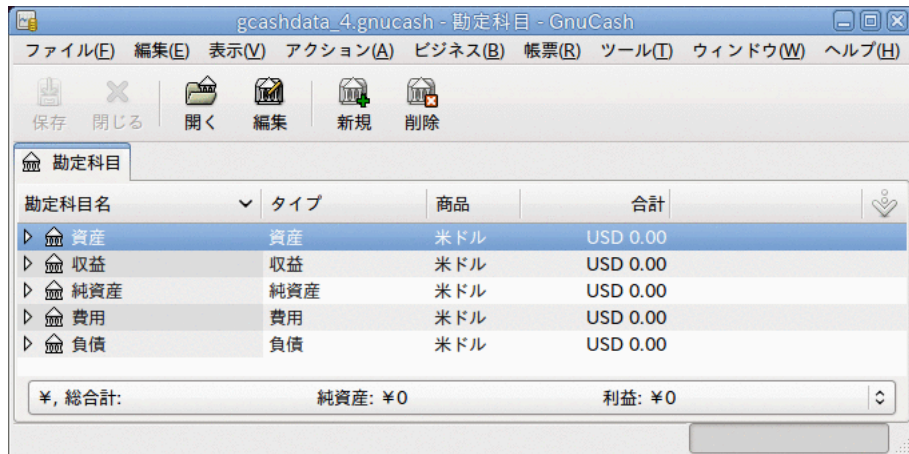 gcashdata_4.gnucash - 勘定科目 - GnuCash
ファイル(F) 編集(E) 表示(V) アクション(A) ビジネス(B) 帳票(R) ツール(T) ウィンドウ(W) ヘルプ(H)
保存 閉じる 開く 編集 新規 削除
勘定科目
勘定科目名 タイプ 商品 合計
資産 資産 米ドル USD 0.00
収益 収益 米ドル USD 0.00
純資産 純資産 米ドル USD 0.00
費用 費用 米ドル USD 0.00
負債 負債 米ドル USD 0.00
¥, 総合計: 純資産: ¥0 利益: ¥0